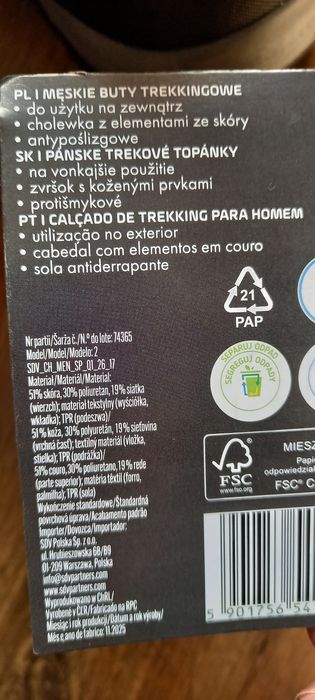 PL I MĘSKIE BUTY TREKKINGOWE
• do użytku na zewnątrz
• cholewka z elementami ze skóry
• antypoślizgowe
SK I PÁNSKE TREKOVÉ TOPÁNKY
• na vonkajšie použitie
• zvršok s koženými prvkami
• protišmykové
PT I CALÇADO DE TREKKING PARA HOMEM
• utilização no exterior
• cabedal com elementos em couro
• sola antiderrapante
21
PAP
SEPARUJ ODPAD
SEGREGUJ ODPADY
Nr partii/Šarža č./N.º do lote: 74365
Model/Model/Modelo: 2
SDV_CH_MEN_SP_Q1_26_17
Materiał/Materiál/Material:
51% skóra, 30% poliuretan, 19% siatka
(wierzch); materiał tekstylny (wyściółka,
wkładka); TPR (podeszwa)/
51% koža, 30% polyuretán, 19% sieťovina
(vrchná časť); textilný materiál (vložka,
stielka); TPR (podrážka)/
51% couro, 30% poliuretano, 19% rede
(parte superior); matéria têxtil (forro,
palmilha); TPR (sola)
Wykończenie standardowe/Štandardná
povrchová úprava/Acabamento padrão
Importer/Dovozca/Importador:
SDV Polska Sp. z o.o.
ul. Hrubieszowska 6B/B9
01-209 Warszawa, Polska
info@sdvpartners.com
www.sdvpartners.com
Wyprodukowano w ChRL/
Vyrobené v ČĽR/Fabricado na RPC
Miesiąc i rok produkcji/Dátum a rok výroby/
Mês e ano de fabrico: 11.2025
FSC
www.fsc.org
MIESZ
Papie
odpowiedzial
FSC® C
5 901756 54